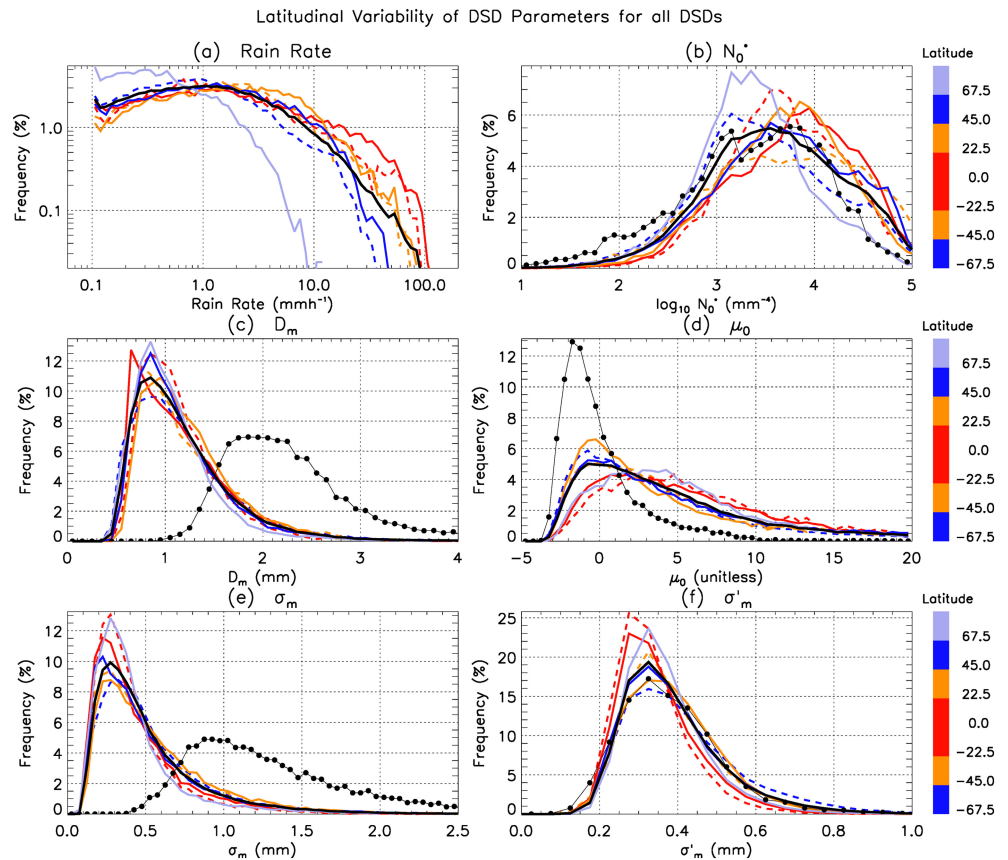 Latitudinal Variability of DSD Parameters for all DSDs
(a) Rain Rate
Frequency (%)
1.0
0.1
0.1 1.0 10.0 100.0
Rain Rate (mmh⁻¹)
(b) N₀*
Latitude
Frequency (%)
6
4
2
0
1 2 3 4 5
log₁₀ N₀* (mm⁻⁴)
67.5
45.0
22.5
0.0
−22.5
−45.0
−67.5
(c) Dₘ
Frequency (%)
12
10
8
6
4
2
0
0 1 2 3 4
Dₘ (mm)
(d) μ₀
Latitude
Frequency (%)
12
10
8
6
4
2
0
−5 0 5 10 15 20
μ₀ (unitless)
67.5
45.0
22.5
0.0
−22.5
−45.0
−67.5
(e) σₘ
Frequency (%)
12
10
8
6
4
2
0.0 0.5 1.0 1.5 2.0 2.5
σₘ (mm)
(f) σ'ₘ
Latitude
Frequency (%)
25
20
15
10
5
0
0.0 0.2 0.4 0.6 0.8 1.0
σ'ₘ (mm)
67.5
45.0
22.5
0.0
−22.5
−45.0
−67.5